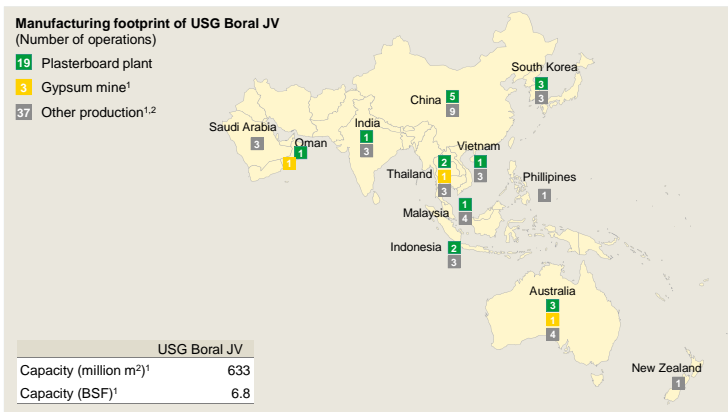 Manufacturing footprint of USG Boral JV
(Number of operations)
19 Plasterboard plant
3 Gypsum mine1
37 Other production1,2
South Korea
3
3
China
5
9
Saudi Arabia
3
Oman
1
1
India
1
3
Vietnam
1
3
Thailand
2
1
3
Phillipines
1
Malaysia
1
4
Indonesia
2
3
Australia
3
1
4
New Zealand
1
USG Boral JV
Capacity (million m2)1 633
Capacity (BSF)1 6.8